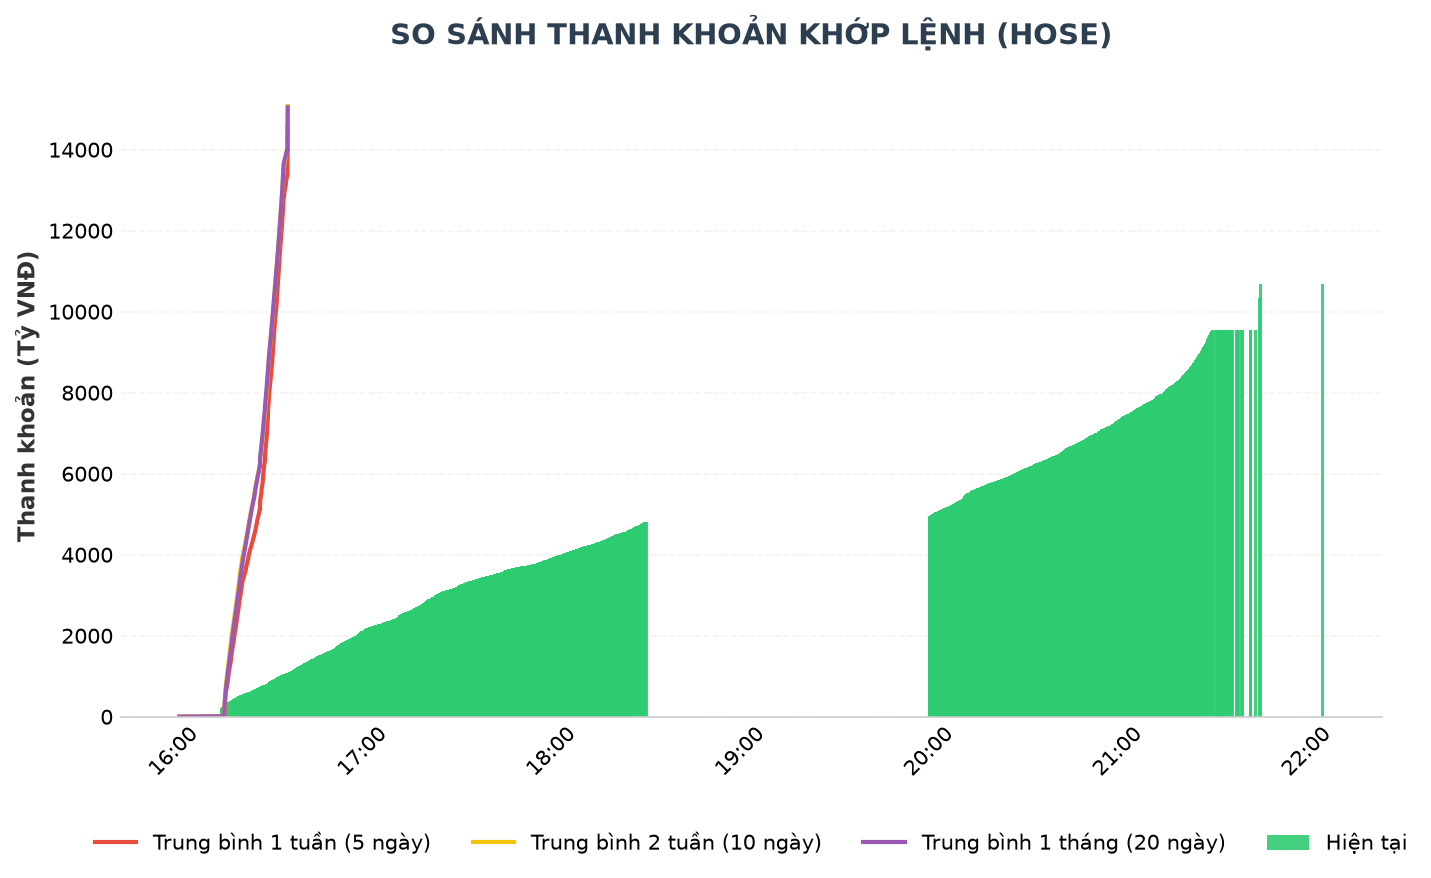 SO SÁNH THANH KHOẢN KHỚP LỆNH (HOSE)
Thanh khoản (Tỷ VNĐ)
14000
12000
10000
8000
6000
4000
2000
0
16:00 17:00 18:00 19:00 20:00 21:00 22:00
Trung bình 1 tuần (5 ngày) Trung bình 2 tuần (10 ngày) Trung bình 1 tháng (20 ngày) Hiện tại